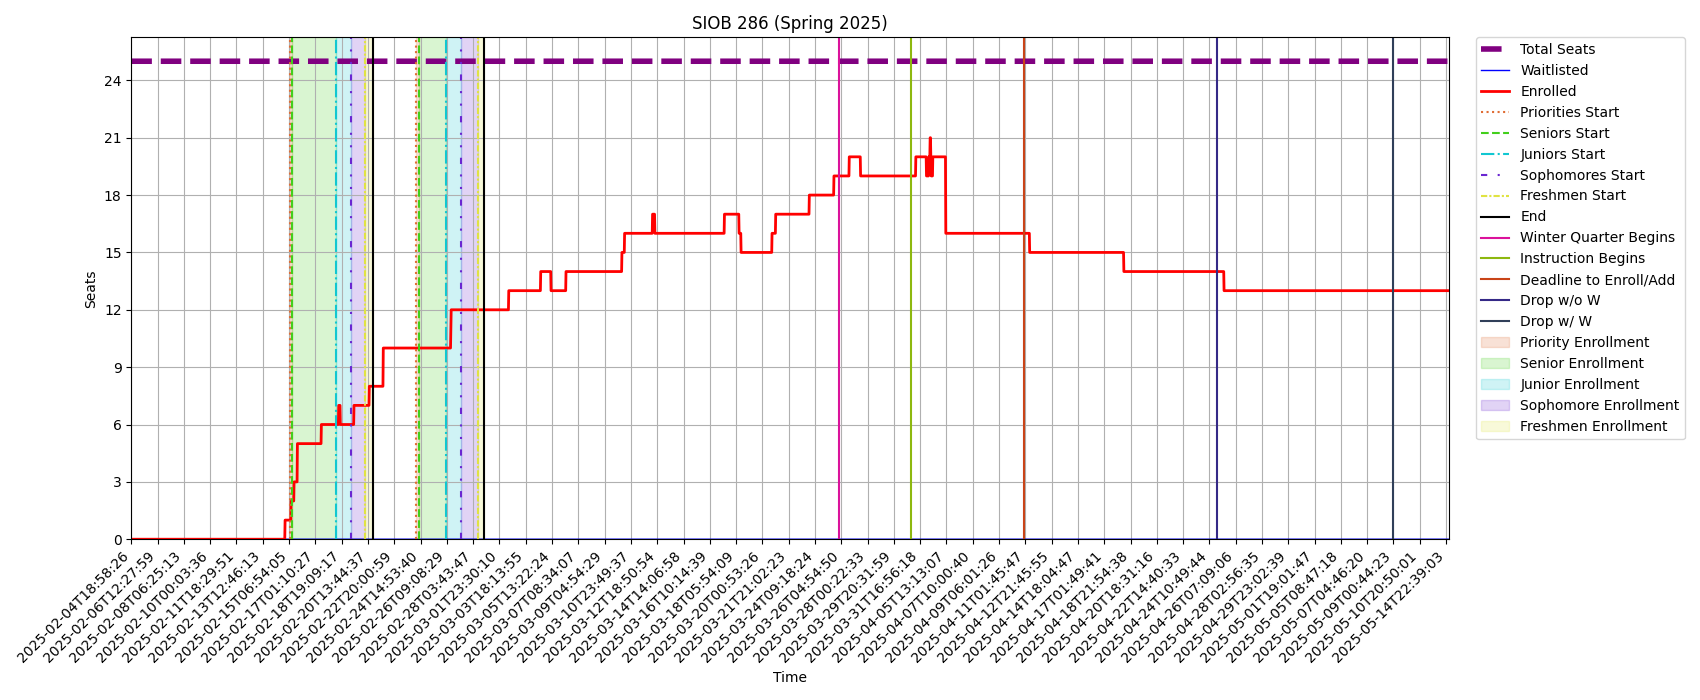 SIOB 286 (Spring 2025)
Seats
24
21
18
15
12
9
6
3
0
2025-02-04T18:58:26
2025-02-06T12:27:59
2025-02-08T06:25:13
2025-02-10T00:03:36
2025-02-11T18:29:51
2025-02-13T12:46:13
2025-02-15T06:54:05
2025-02-17T01:10:27
2025-02-18T19:09:17
2025-02-20T13:44:37
2025-02-22T20:00:59
2025-02-24T14:53:40
2025-02-26T09:08:29
2025-02-28T03:43:47
2025-03-01T23:30:10
2025-03-03T18:13:55
2025-03-05T13:22:24
2025-03-07T08:34:07
2025-03-09T04:54:29
2025-03-10T23:49:37
2025-03-12T18:50:54
2025-03-14T14:06:58
2025-03-16T10:14:39
2025-03-18T05:54:09
2025-03-20T00:53:26
2025-03-21T21:02:23
2025-03-24T09:18:24
2025-03-26T04:54:50
2025-03-28T00:22:33
2025-03-29T20:31:59
2025-03-31T16:56:18
2025-04-05T13:13:07
2025-04-07T10:00:40
2025-04-09T06:01:26
2025-04-11T01:45:47
2025-04-12T21:45:55
2025-04-14T18:04:47
2025-04-17T01:49:41
2025-04-18T21:54:38
2025-04-20T18:31:16
2025-04-22T14:40:33
2025-04-24T10:49:44
2025-04-26T07:09:06
2025-04-28T02:56:35
2025-04-29T23:02:39
2025-05-01T19:01:47
2025-05-05T08:47:18
2025-05-07T04:46:20
2025-05-09T00:44:23
2025-05-10T20:50:01
2025-05-14T22:39:03
Time
Total Seats
Waitlisted
Enrolled
Priorities Start
Seniors Start
Juniors Start
Sophomores Start
Freshmen Start
End
Winter Quarter Begins
Instruction Begins
Deadline to Enroll/Add
Drop w/o W
Drop w/ W
Priority Enrollment
Senior Enrollment
Junior Enrollment
Sophomore Enrollment
Freshmen Enrollment